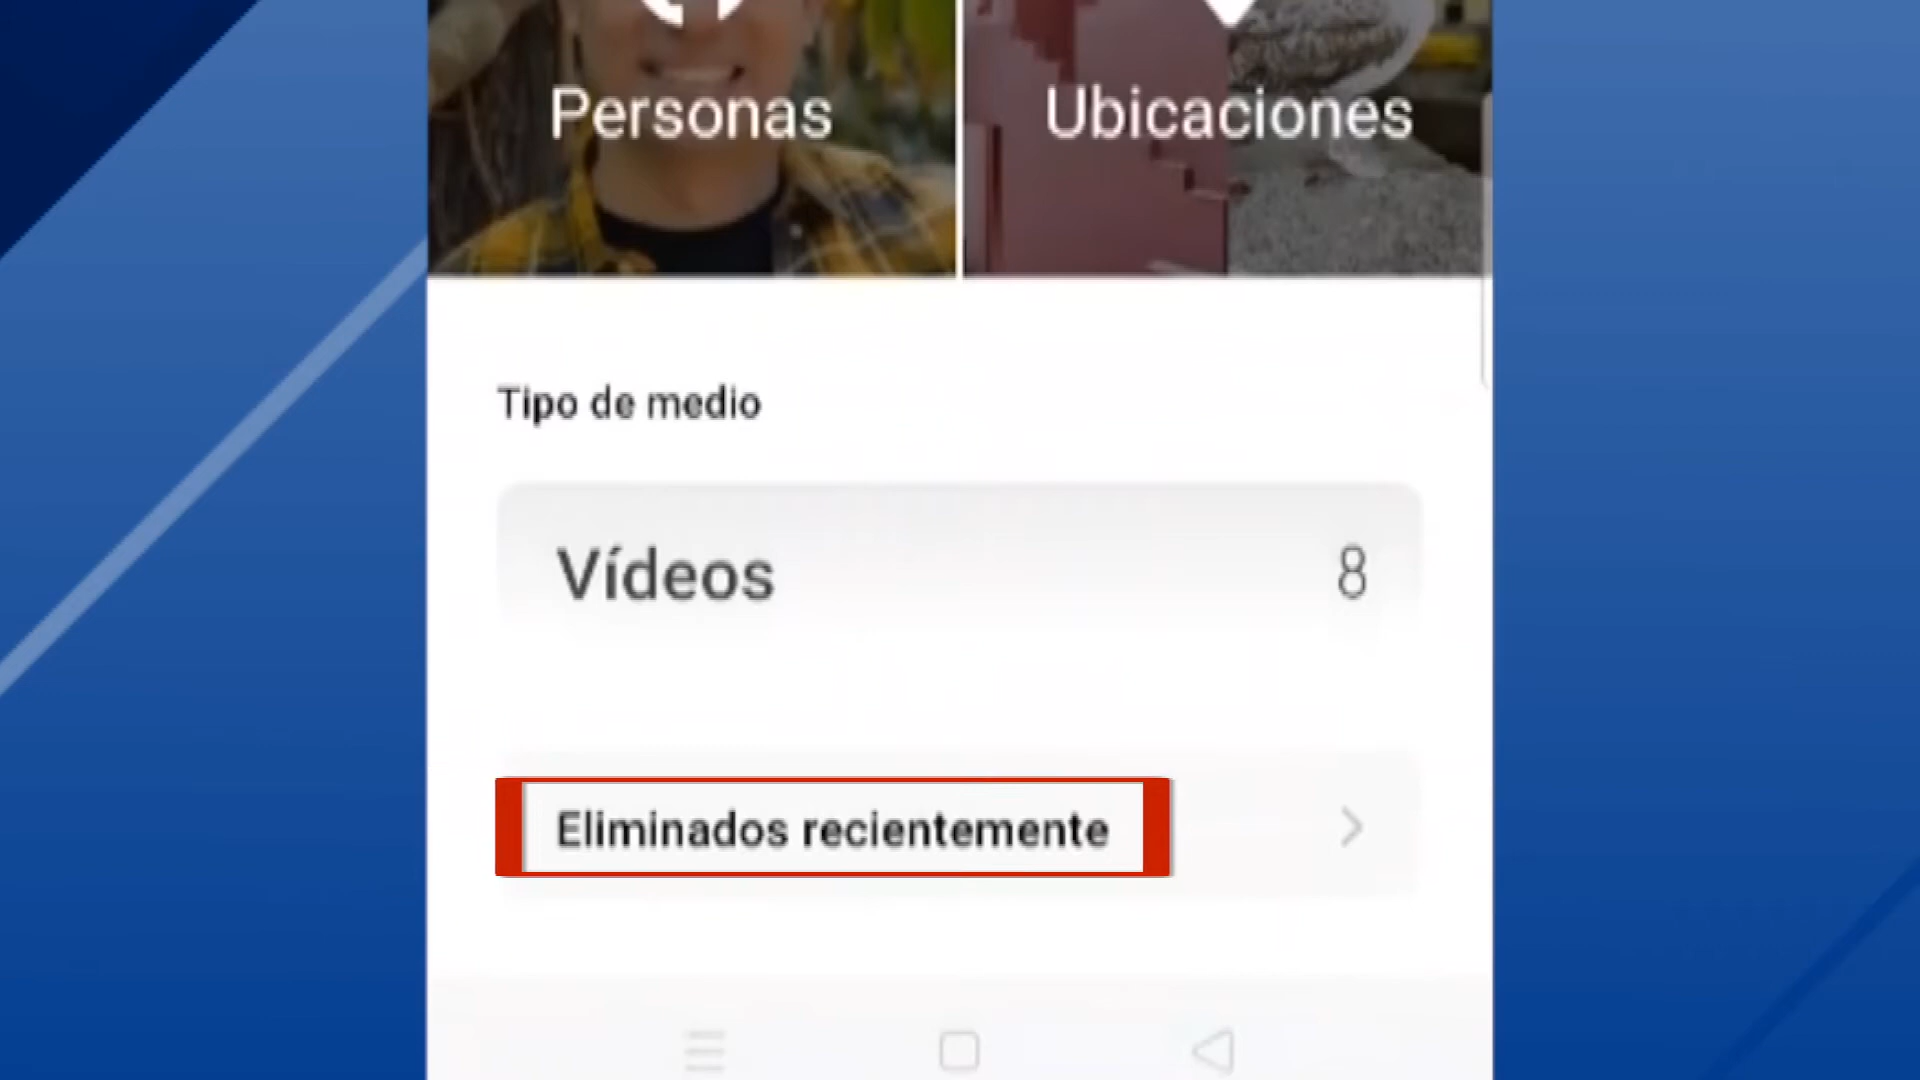 Personas
Ubicaciones
Tipo de medio
Vídeos 8
Eliminados recientemente